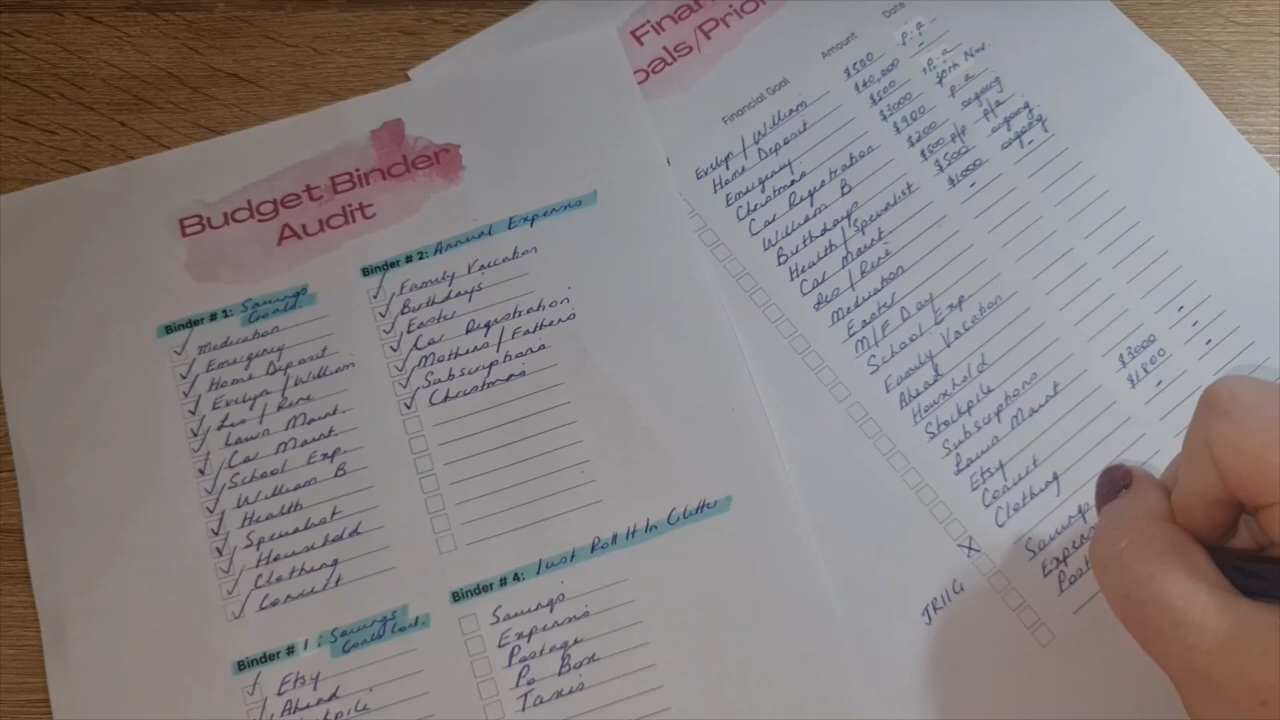 Budget Binder
Audit
Binder # 1: Savings
Goals.
Medication
Emergency
Home Deposit
Evelyn / William
Leo / Rene
Lawn Maint.
Car Maint.
School Exp.
William B
Health
Specialist
Household
Clothing
Concert
Binder # 1 : Savings
Goals Cont.
Etsy
Ahead
Binder # 2: Annual Expenses
Family Vacation
Birthdays
Easter
Car Registration
Mothers / Fathers
Subscriptions
Christmas
Binder # 4: Just Roll It In Glitter
Savings
Expenses
Postage
Po Box
Taxes
Financial Goal Amount Date
Evelyn / William $500 p.a
Home Deposit $40,000 -
Emergency $500 p.a
Christmas $3000 30th Nov.
Car Registration $900 p.a
William B $200 ongoing
Birthdays $500 p/p p/a
Health / Specialist $500 ongoing
Car Maint $1000 ongoing
Leo / Rene - -
Medication
Easter
M/F Day
School Exp.
Family Vacation
Ahead
Household
Stockpile
Subscriptions $3000 -
Lawn Maint $1800 -
Etsy -
Concert
Clothing
JRIIG
Savings